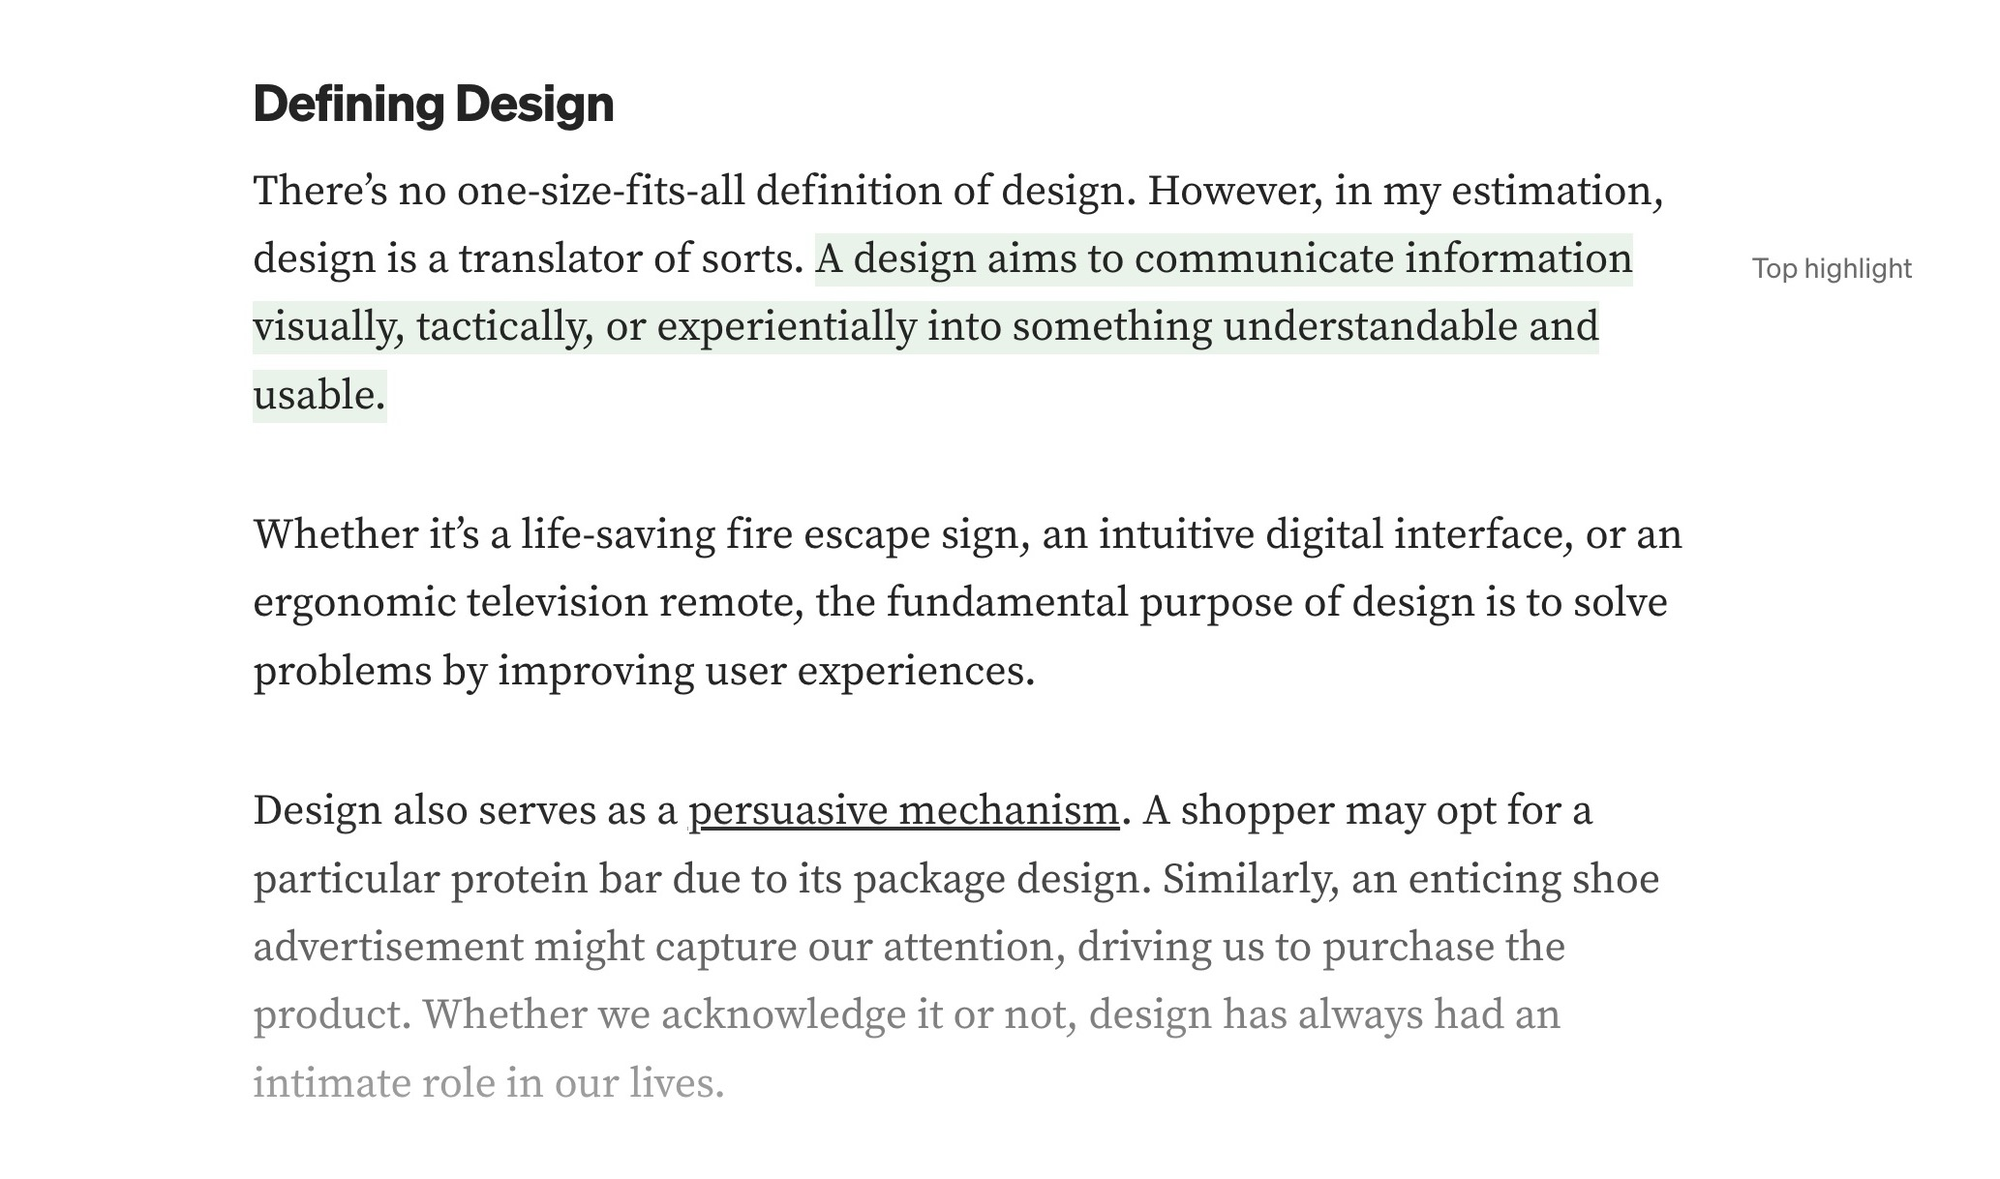 Defining Design
There’s no one-size-fits-all definition of design. However, in my estimation,
design is a translator of sorts. A design aims to communicate information
visually, tactically, or experientially into something understandable and
usable.
Top highlight
Whether it’s a life-saving fire escape sign, an intuitive digital interface, or an
ergonomic television remote, the fundamental purpose of design is to solve
problems by improving user experiences.
Design also serves as a persuasive mechanism. A shopper may opt for a
particular protein bar due to its package design. Similarly, an enticing shoe
advertisement might capture our attention, driving us to purchase the
product. Whether we acknowledge it or not, design has always had an
intimate role in our lives.